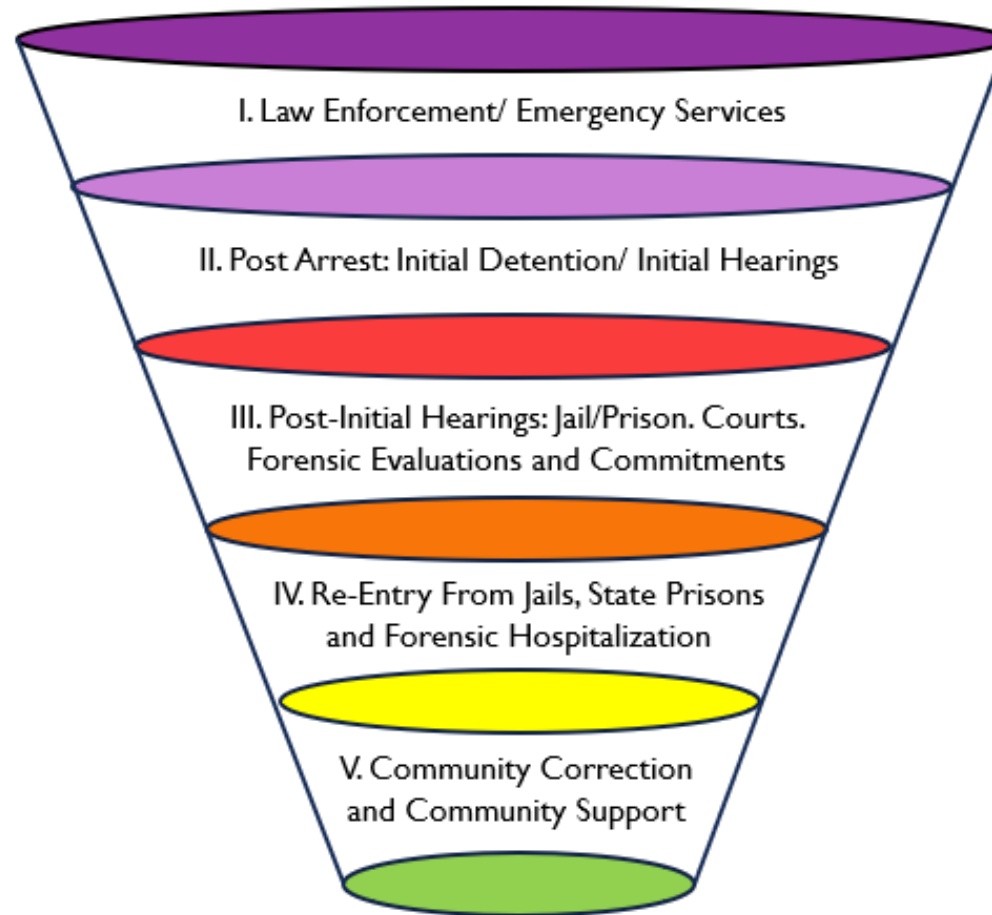 I. Law Enforcement/ Emergency Services
II. Post Arrest: Initial Detention/ Initial Hearings
III. Post-Initial Hearings: Jail/Prison. Courts.
Forensic Evaluations and Commitments
IV. Re-Entry From Jails, State Prisons
and Forensic Hospitalization
V. Community Correction
and Community Support